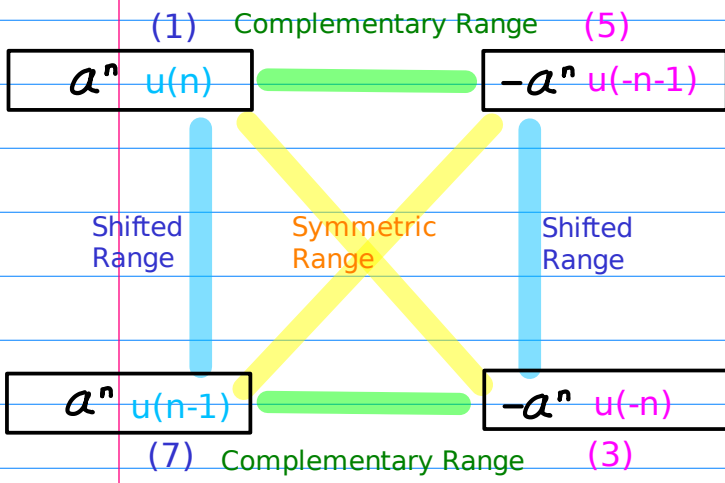 (1) Complementary Range (5)
aⁿ u(n)
-aⁿ u(-n-1)
Shifted
Range
Symmetric
Range
Shifted
Range
aⁿ u(n-1)
-aⁿ u(-n)
(7) Complementary Range (3)